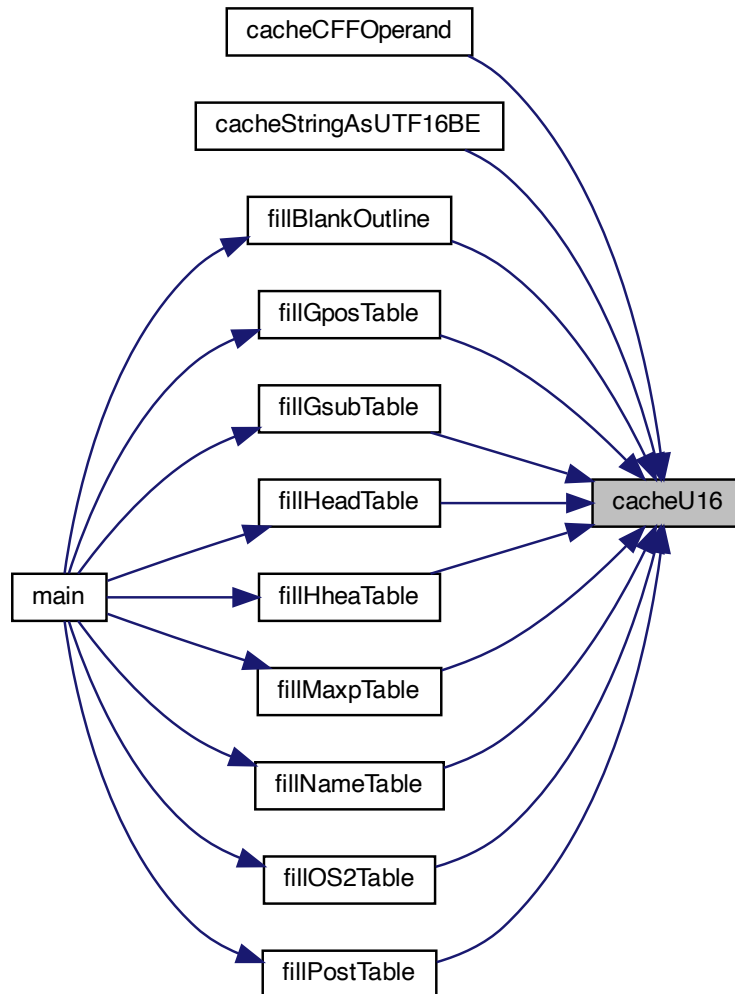 cacheCFFOperand
cacheStringAsUTF16BE
fillBlankOutline
fillGposTable
fillGsubTable
fillHeadTable
cacheU16
main
fillHheaTable
fillMaxpTable
fillNameTable
fillOS2Table
fillPostTable